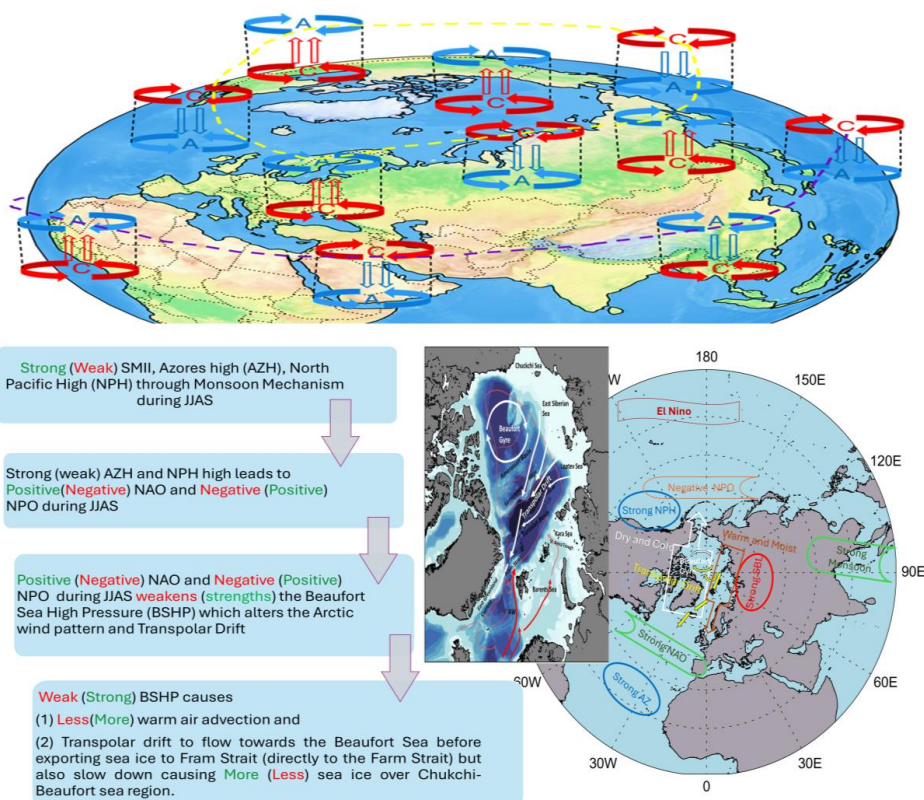 A
C
A
C
C
A
C
A
C
A
C
C
A
C
A
C
A
C
A
A
C
Strong (Weak) SMII, Azores high (AZH), North
Pacific High (NPH) through Monsoon Mechanism
during JJAS
Strong (weak) AZH and NPH high leads to
Positive(Negative) NAO and Negative (Positive)
NPO during JJAS
Positive (Negative) NAO and Negative (Positive)
NPO during JJAS weakens (strengths) the Beaufort
Sea High Pressure (BSHP) which alters the Arctic
wind pattern and Transpolar Drift
Weak (Strong) BSHP causes
(1) Less(More) warm air advection and
(2) Transpolar drift to flow towards the Beaufort Sea before
exporting sea ice to Fram Strait (directly to the Farm Strait) but
also slow down causing More (Less) sea ice over Chukchi-
Beaufort sea region.
Chuckchi Sea
East Siberian
Sea
Beaufort
Gyre
Laptev Sea
Transpolar Drift
Kara Sea
Barents Sea
180
W
150E
120E
90E
60E
30E
0
30W
60W
El Nino
Negative NPO
Strong NPH
Dry and Cold
Warm and Moist
Strong
Monsoon
Strong NAO
Strong AZ